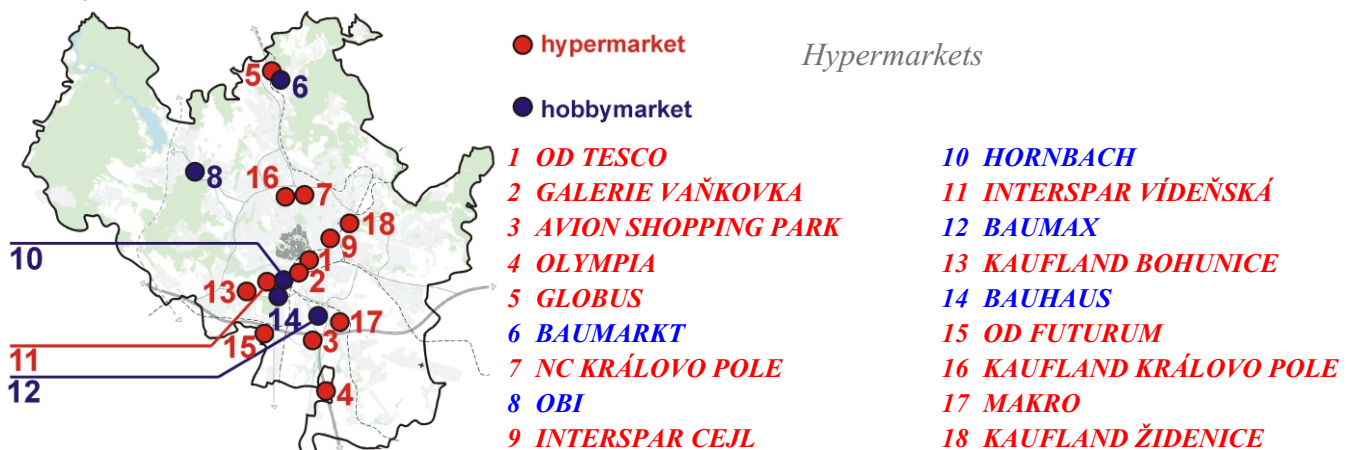 hypermarket
Hypermarkets
hobbymarket
1 OD TESCO
2 GALERIE VAŇKOVKA
3 AVION SHOPPING PARK
4 OLYMPIA
5 GLOBUS
6 BAUMARKT
7 NC KRÁLOVO POLE
8 OBI
9 INTERSPAR CEJL
10 HORNBACH
11 INTERSPAR VÍDEŇSKÁ
12 BAUMAX
13 KAUFLAND BOHUNICE
14 BAUHAUS
15 OD FUTURUM
16 KAUFLAND KRÁLOVO POLE
17 MAKRO
18 KAUFLAND ŽIDENICE
5
6
8
16
7
18
9
10
1
2
13
14
17
15
3
11
12
4